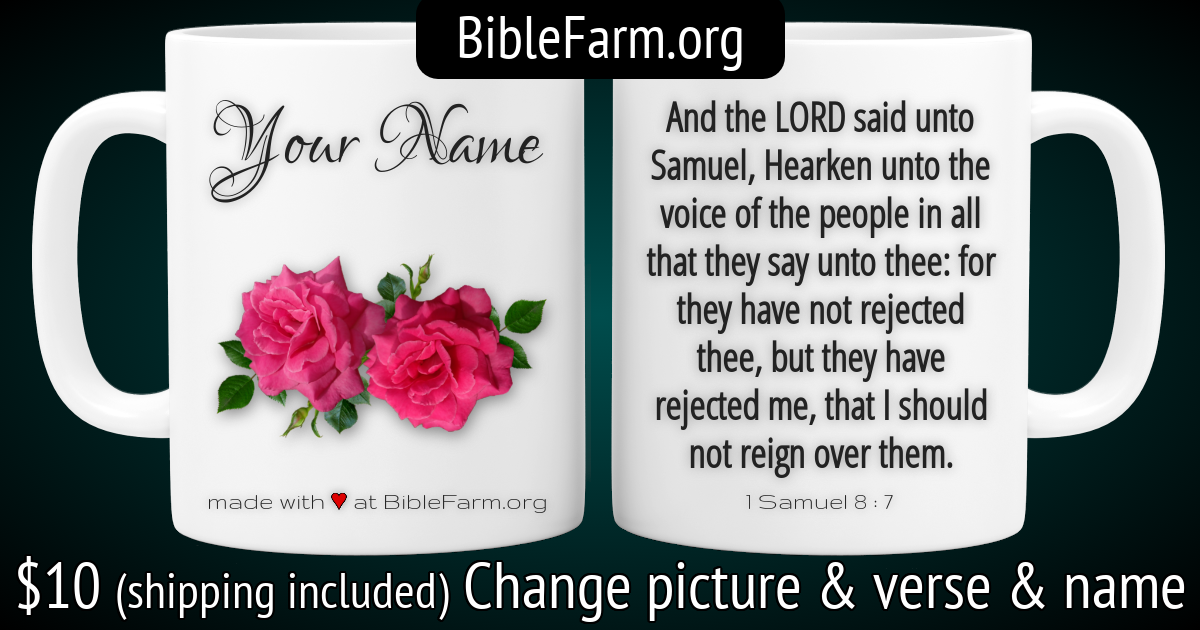 BibleFarm.org
Your Name
made with ♥ at BibleFarm.org
And the LORD said unto
Samuel, Hearken unto the
voice of the people in all
that they say unto thee: for
they have not rejected
thee, but they have
rejected me, that I should
not reign over them.
1 Samuel 8 : 7
$10 (shipping included) Change picture & verse & name